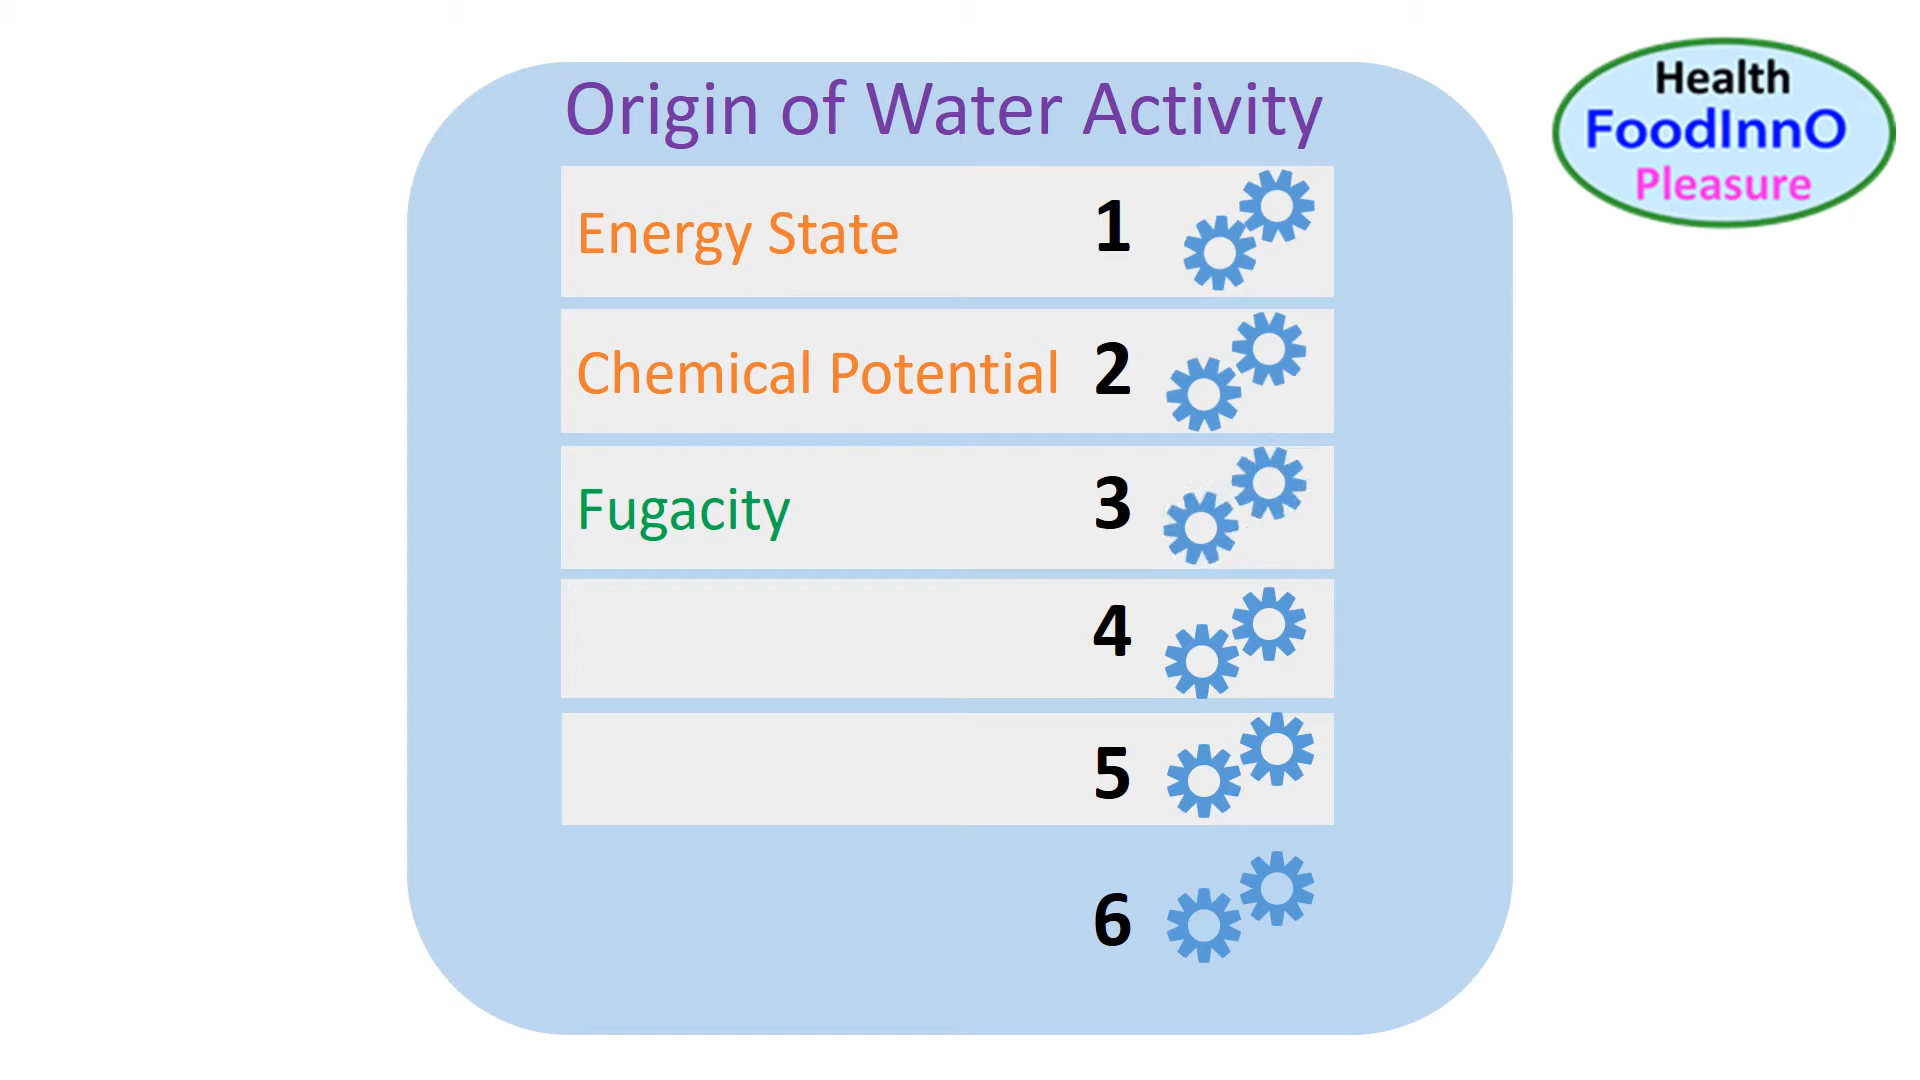 Origin of Water Activity
Energy State 1
Chemical Potential 2
Fugacity 3
4
5
6
Health
FoodInnO
Pleasure